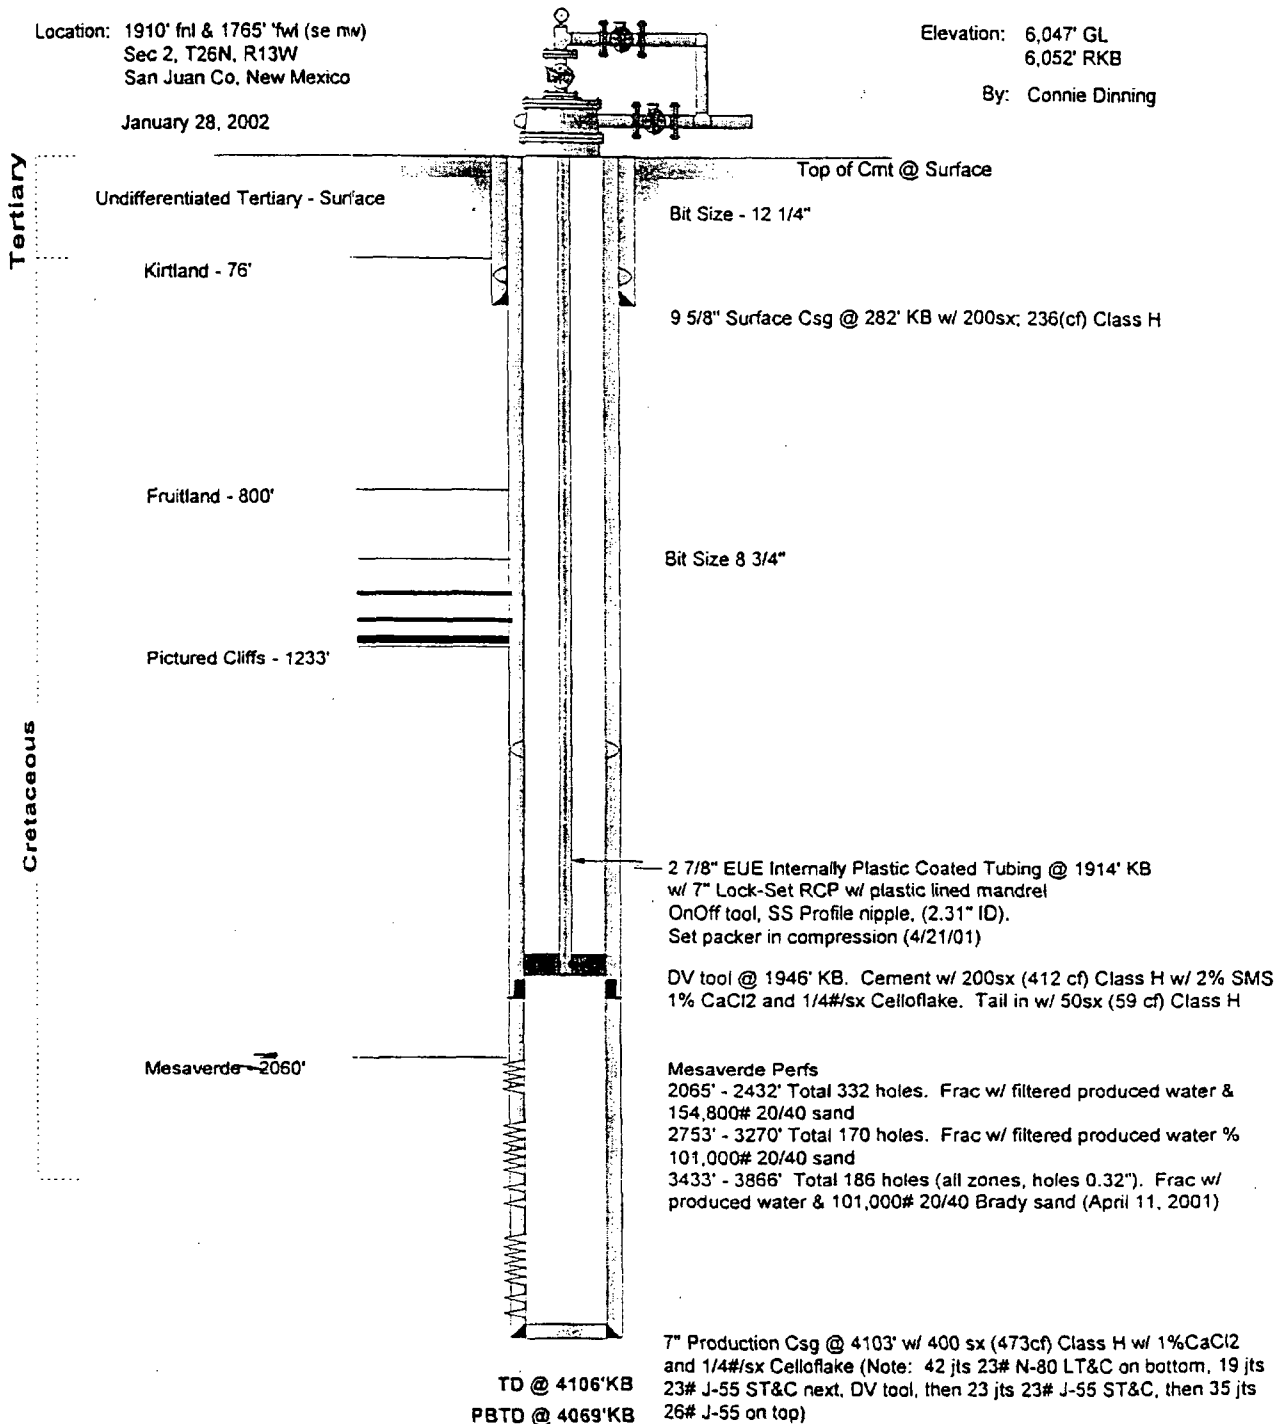 Location: 1910' fnl & 1765' 'fwl (se nw)
Sec 2, T26N, R13W
San Juan Co, New Mexico
January 28, 2002
Elevation: 6,047' GL
6,052' RKB
By: Connie Dinning
Tertiary
Cretaceous
Top of Cmt @ Surface
Undifferentiated Tertiary - Surface
Bit Size - 12 1/4"
Kirtland - 76'
9 5/8" Surface Csg @ 282' KB w/ 200sx; 236(cf) Class H
Fruitland - 800'
Bit Size 8 3/4"
Pictured Cliffs - 1233'
2 7/8" EUE Internally Plastic Coated Tubing @ 1914' KB
w/ 7" Lock-Set RCP w/ plastic lined mandrel
OnOff tool, SS Profile nipple, (2.31" ID).
Set packer in compression (4/21/01)
DV tool @ 1946' KB. Cement w/ 200sx (412 cf) Class H w/ 2% SMS
1% CaCl2 and 1/4#/sx Celloflake. Tail in w/ 50sx (59 cf) Class H
Mesaverde - 2060'
Mesaverde Perfs
2065' - 2432' Total 332 holes. Frac w/ filtered produced water &
154,800# 20/40 sand
2753' - 3270' Total 170 holes. Frac w/ filtered produced water %
101,000# 20/40 sand
3433' - 3866' Total 186 holes (all zones, holes 0.32"). Frac w/
produced water & 101,000# 20/40 Brady sand (April 11, 2001)
7" Production Csg @ 4103' w/ 400 sx (473cf) Class H w/ 1%CaCl2
and 1/4#/sx Celloflake (Note: 42 jts 23# N-80 LT&C on bottom, 19 jts
23# J-55 ST&C next, DV tool, then 23 jts 23# J-55 ST&C, then 35 jts
26# J-55 on top)
TD @ 4106'KB
PBTD @ 4069'KB